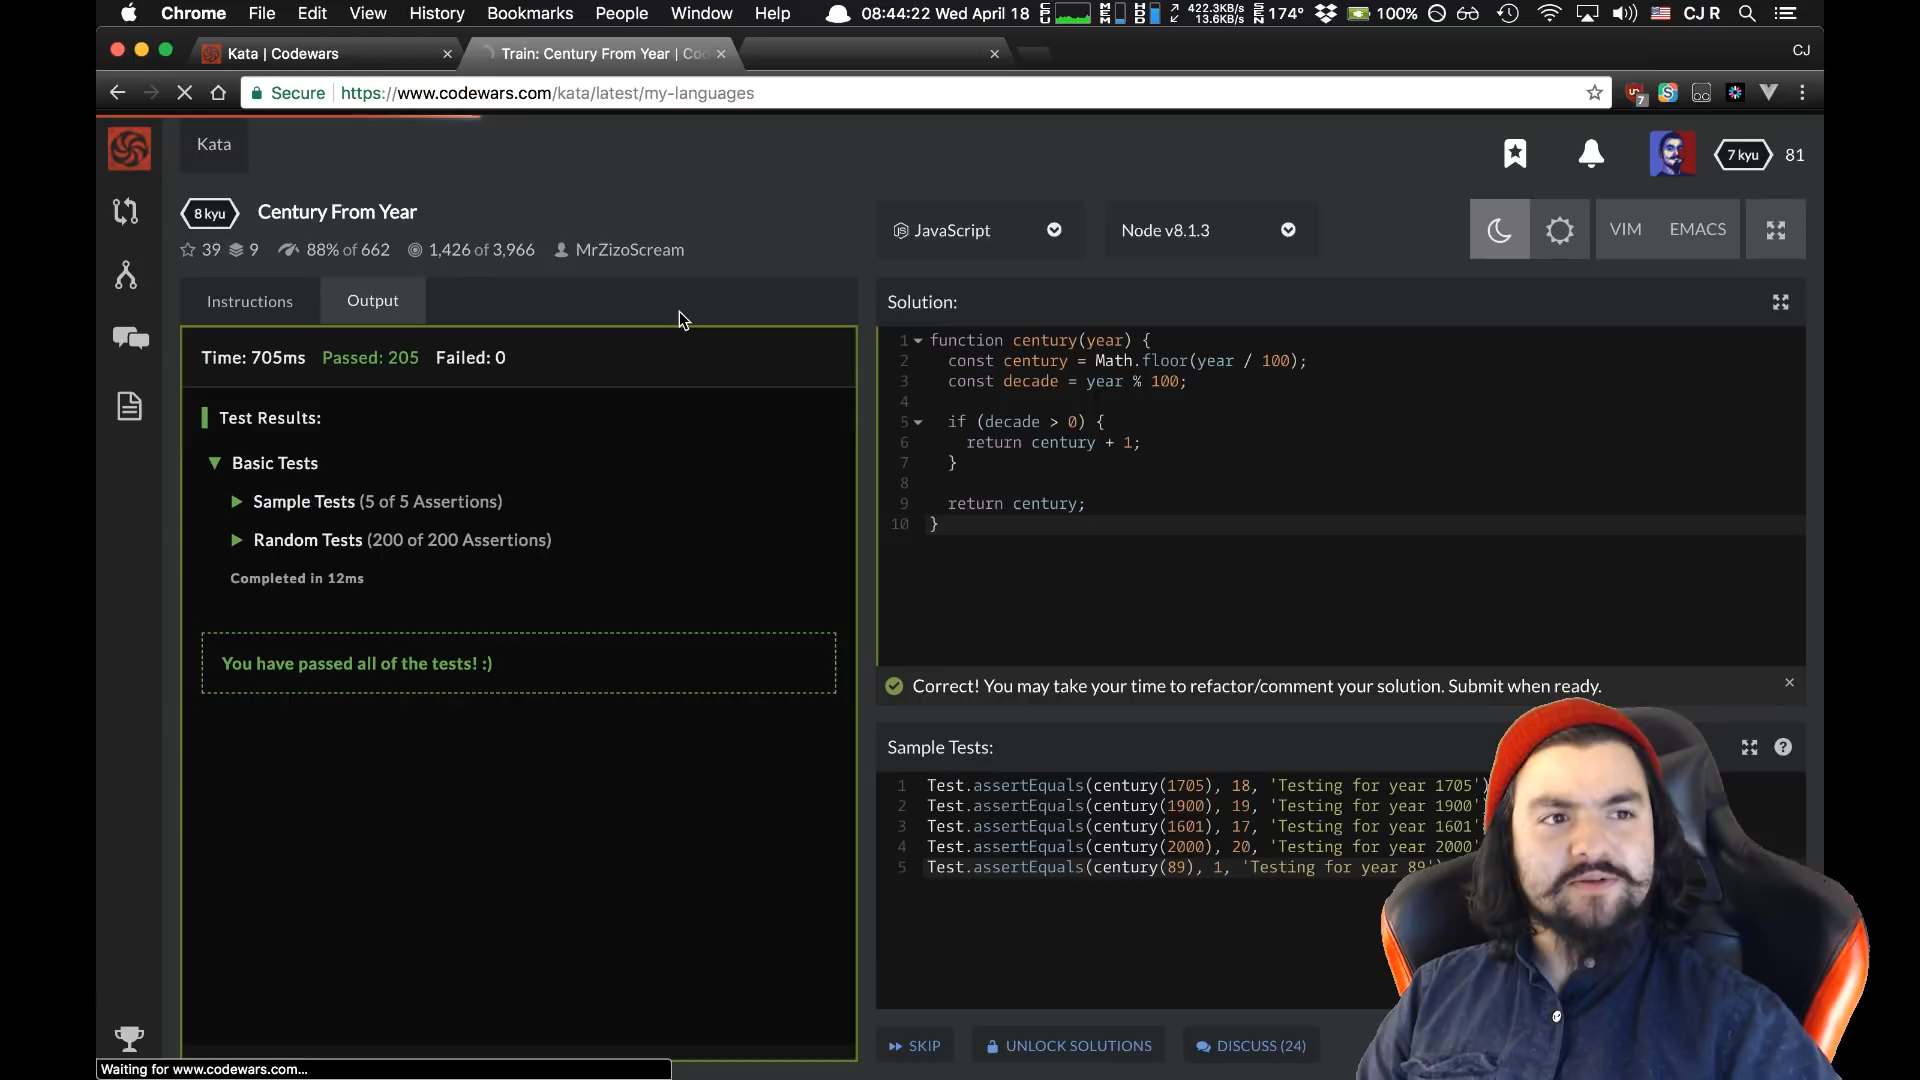 Chrome File Edit View History Bookmarks People Window Help 08:44:22 Wed April 18 422.3KB/s 13.6KB/s 174° 100% CJ R
Kata | Codewars
Train: Century From Year | Cod
CJ
Secure https://www.codewars.com/kata/latest/my-languages
7
Kata
7 kyu 81
8 kyu Century From Year
39 9 88% of 662 1,426 of 3,966 MrZizoScream
JavaScript Node v8.1.3 VIM EMACS
Instructions Output
Time: 705ms Passed: 205 Failed: 0
Test Results:
Basic Tests
Sample Tests (5 of 5 Assertions)
Random Tests (200 of 200 Assertions)
Completed in 12ms
You have passed all of the tests! :)
Solution:
1 function century(year) {
2 const century = Math.floor(year / 100);
3 const decade = year % 100;
4
5 if (decade > 0) {
6 return century + 1;
7 }
8
9 return century;
10 }
Correct! You may take your time to refactor/comment your solution. Submit when ready.
Sample Tests:
1 Test.assertEquals(century(1705), 18, 'Testing for year 1705')
2 Test.assertEquals(century(1900), 19, 'Testing for year 1900'
3 Test.assertEquals(century(1601), 17, 'Testing for year 1601'
4 Test.assertEquals(century(2000), 20, 'Testing for year 2000'
5 Test.assertEquals(century(89), 1, 'Testing for year 89')
SKIP UNLOCK SOLUTIONS DISCUSS (24)
Waiting for www.codewars.com...